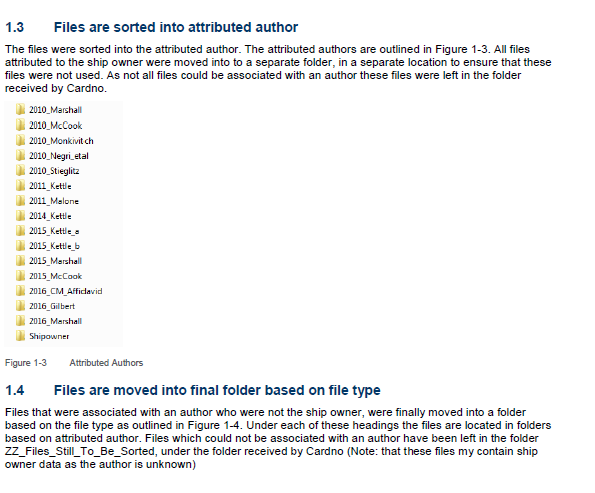 1.3 Files are sorted into attributed author
The files were sorted into the attributed author. The attributed authors are outlined in Figure 1-3. All files
attributed to the ship owner were moved into to a separate folder, in a separate location to ensure that these
files were not used. As not all files could be associated with an author these files were left in the folder
received by Cardno.
2010_Marshall
2010_McCook
2010_Monkivitch
2010_Negri_etal
2010_Stieglitz
2011_Kettle
2011_Malone
2014_Kettle
2015_Kettle_a
2015_Kettle_b
2015_Marshall
2015_McCook
2016_CM_Affidavid
2016_Gilbert
2016_Marshall
Shipowner
Figure 1-3 Attributed Authors
1.4 Files are moved into final folder based on file type
Files that were associated with an author who were not the ship owner, were finally moved into a folder
based on the file type as outlined in Figure 1-4. Under each of these headings the files are located in folders
based on attributed author. Files which could not be associated with an author have been left in the folder
ZZ_Files_Still_To_Be_Sorted, under the folder received by Cardno (Note: that these files my contain ship
owner data as the author is unknown)